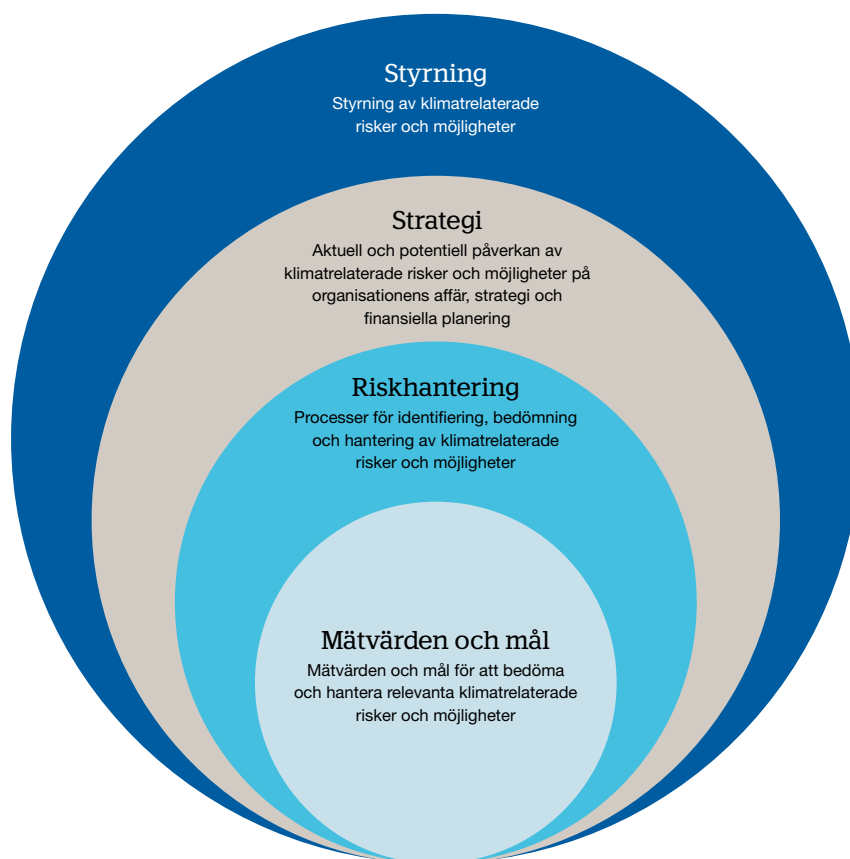 Styrning
Styrning av klimatrelaterade
risker och möjligheter
Strategi
Aktuell och potentiell påverkan av
klimatrelaterade risker och möjligheter på
organisationens affär, strategi och
finansiella planering
Riskhantering
Processer för identifiering, bedömning
och hantering av klimatrelaterade
risker och möjligheter
Mätvärden och mål
Mätvärden och mål för att bedöma
och hantera relevanta klimatrelaterade
risker och möjligheter